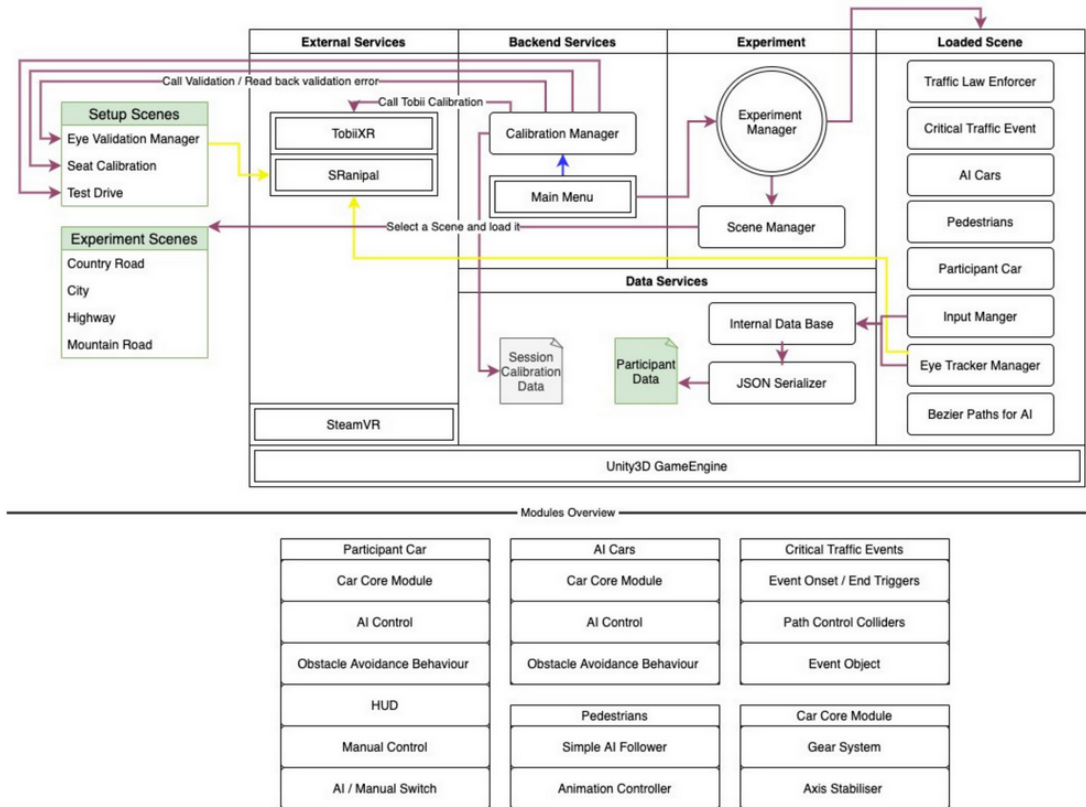 External Services
Backend Services
Experiment
Loaded Scene
Call Validation / Read back validation error
Call Tobii Calibration
Setup Scenes
Eye Validation Manager
Seat Calibration
Test Drive
TobiiXR
SRanipal
Calibration Manager
Main Menu
Experiment
Manager
Scene Manager
Select a Scene and load it
Experiment Scenes
Country Road
City
Highway
Mountain Road
Data Services
Internal Data Base
JSON Serializer
Session
Calibration
Data
Participant
Data
Traffic Law Enforcer
Critical Traffic Event
AI Cars
Pedestrians
Participant Car
Input Manger
Eye Tracker Manager
Bezier Paths for AI
SteamVR
Unity3D GameEngine
Modules Overview
Participant Car
Car Core Module
AI Control
Obstacle Avoidance Behaviour
HUD
Manual Control
AI / Manual Switch
AI Cars
Car Core Module
AI Control
Obstacle Avoidance Behaviour
Pedestrians
Simple AI Follower
Animation Controller
Critical Traffic Events
Event Onset / End Triggers
Path Control Colliders
Event Object
Car Core Module
Gear System
Axis Stabiliser